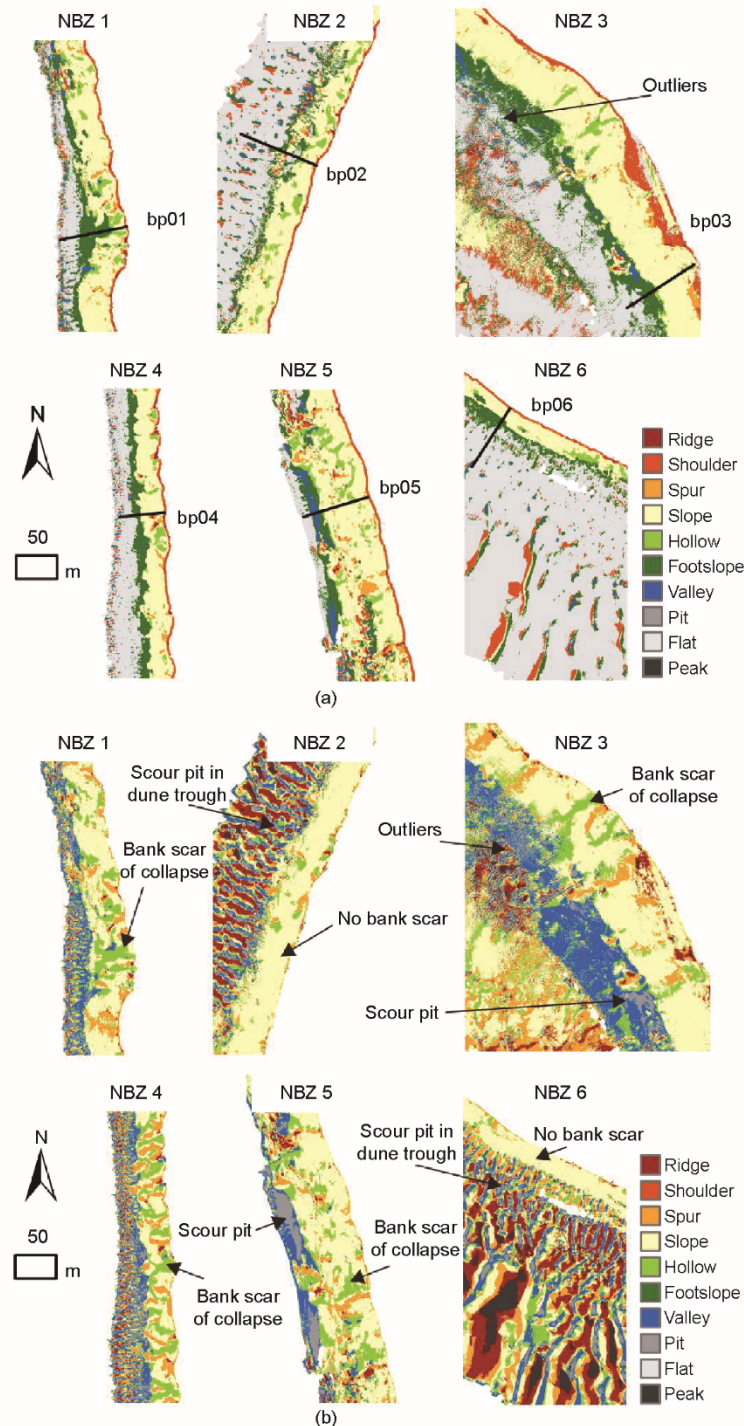 NBZ 1
NBZ 2
NBZ 3
Outliers
bp01
bp02
bp03
NBZ 4
NBZ 5
NBZ 6
bp06
N
bp04
bp05
50
m
Ridge
Shoulder
Spur
Slope
Hollow
Footslope
Valley
Pit
Flat
Peak
(a)
NBZ 1
NBZ 2
NBZ 3
Scour pit in
dune trough
Bank scar
of collapse
Outliers
Bank scar
of collapse
No bank scar
Scour pit
NBZ 4
NBZ 5
NBZ 6
N
Scour pit in
dune trough
No bank scar
50
m
Scour pit
Bank scar
of collapse
Bank scar
of collapse
Ridge
Shoulder
Spur
Slope
Hollow
Footslope
Valley
Pit
Flat
Peak
(b)